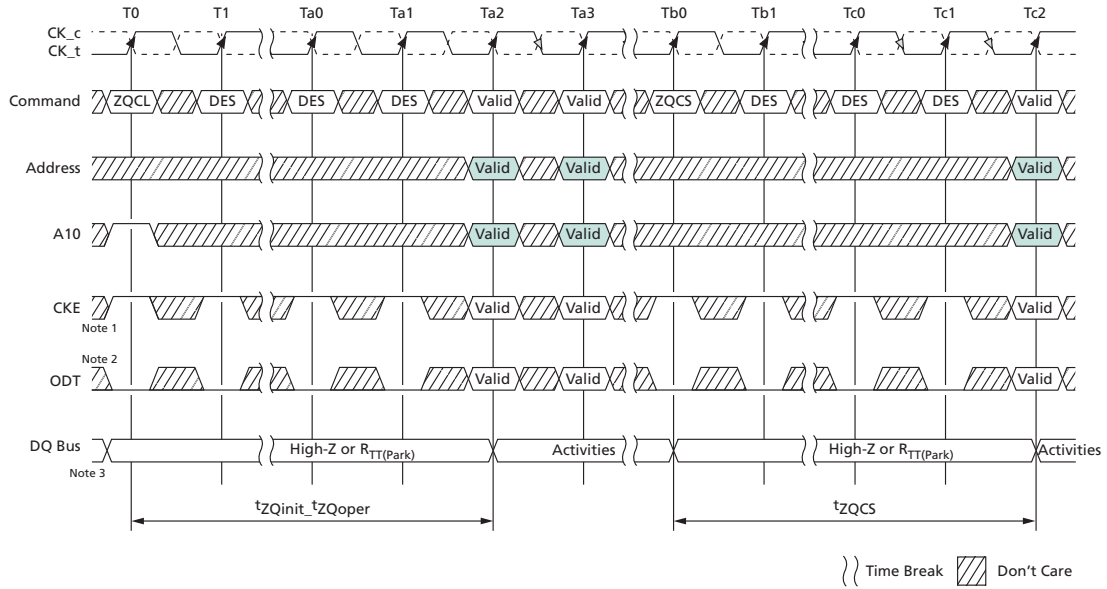 T0 T1 Ta0 Ta1 Ta2 Ta3 Tb0 Tb1 Tc0 Tc1 Tc2
CK_c
CK_t
Command ZQCL DES DES DES Valid Valid ZQCS DES DES DES Valid
Address Valid Valid Valid
A10 Valid Valid Valid
CKE Valid Valid Valid
Note 1
Note 2
ODT Valid Valid Valid
DQ Bus High-Z or RTT(Park) Activities High-Z or RTT(Park) Activities
Note 3
tZQinit_tZQoper tZQCS
Time Break Don't Care